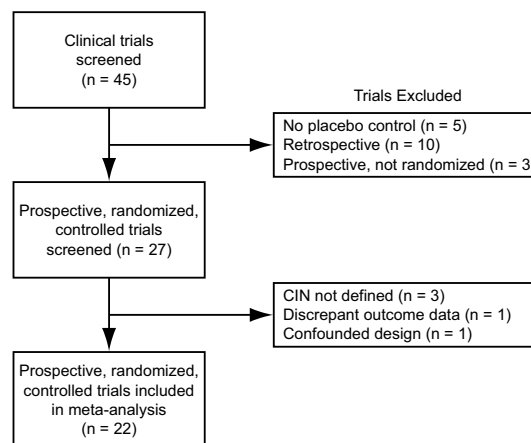 Clinical trials
screened
(n = 45)
Trials Excluded
No placebo control (n = 5)
Retrospective (n = 10)
Prospective, not randomized (n = 3
Prospective, randomized,
controlled trials
screened (n = 27)
CIN not defined (n = 3)
Discrepant outcome data (n = 1)
Confounded design (n = 1)
Prospective, randomized,
controlled trials included
in meta-analysis
(n = 22)